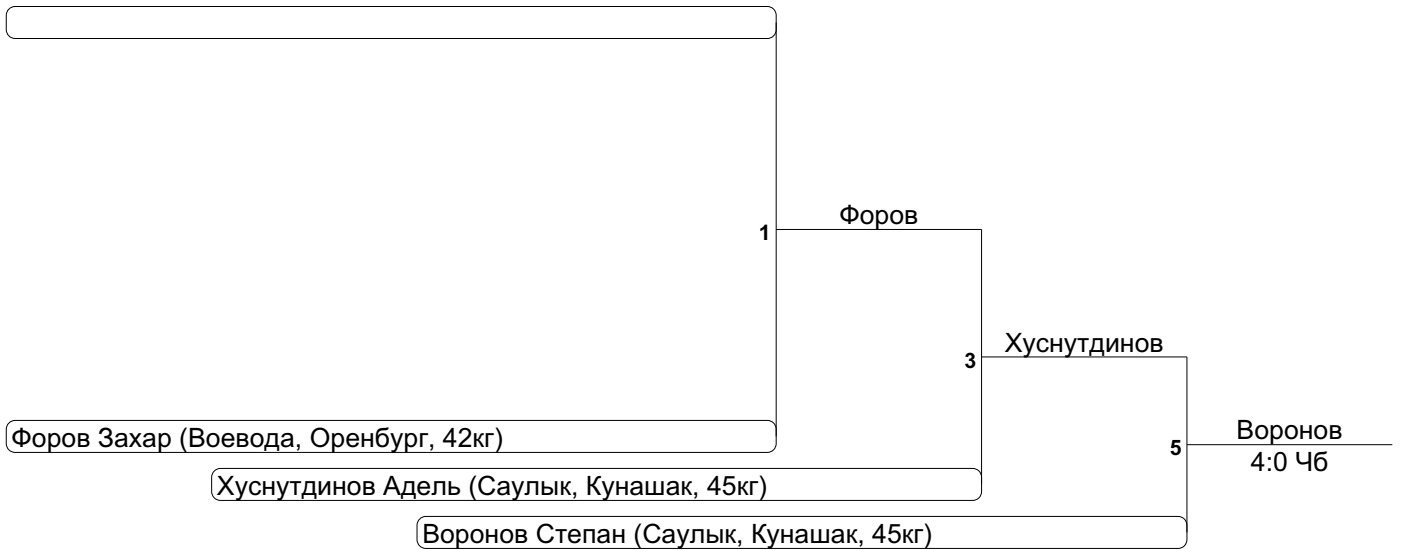 Форов
1
Хуснутдинов
3
Воронов
Форов Захар (Воевода, Оренбург, 42кг)
5
4:0 Чб
Хуснутдинов Адель (Саулык, Кунашак, 45кг)
Воронов Степан (Саулык, Кунашак, 45кг)